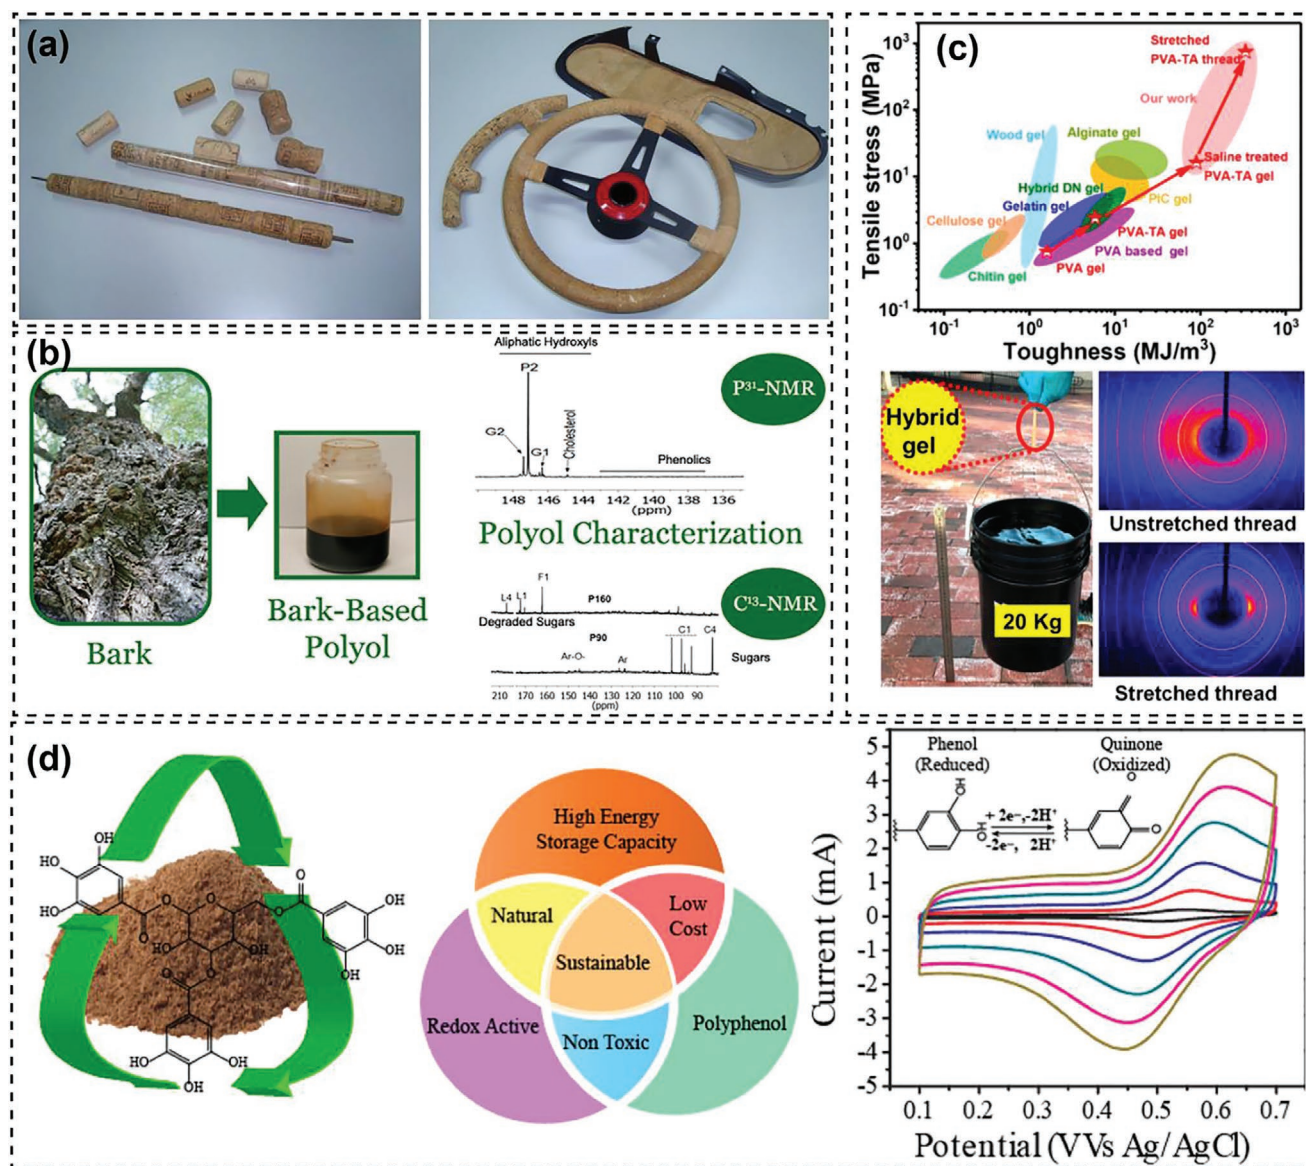 (a)
(b)
Aliphatic Hydroxyls
P2
G2
G1
Cholesterol
Phenolics
P³¹-NMR
148 146 144 142 140 138 136
(ppm)
Polyol Characterization
Bark
Bark-Based
Polyol
F1
L4
L1
P160
Degraded Sugars
C¹³-NMR
P90
C1
C4
Ar-O-
Ar
Sugars
210 170 160 150 140 130 120 110 100 90
(ppm)
(c)
Tensile stress (MPa)
10³
10²
10¹
10⁰
10⁻¹
Stretched
PVA-TA thread
Our work
Wood gel
Alginate gel
Saline treated
PVA-TA gel
Hybrid DN gel
Gelatin gel
PIC gel
Cellulose gel
PVA-TA gel
PVA based gel
Chitin gel
PVA gel
10⁻¹ 10⁰ 10¹ 10² 10³
Toughness (MJ/m³)
Hybrid
gel
20 Kg
Unstretched thread
Stretched thread
(d)
OH
HO
HO
O
O
O
O
O
OH
OH
OH
HO
OH
O
O
HO
OH
OH
High Energy
Storage Capacity
Natural
Low
Cost
Sustainable
Redox Active
Non Toxic
Polyphenol
Current (mA)
5
4
3
2
1
0
-1
-2
-3
-4
-5
Phenol
(Reduced)
Quinone
(Oxidized)
OH
OH
+ 2e⁻,-2H⁺
-2e⁻, 2H⁺
O
O
0.1 0.2 0.3 0.4 0.5 0.6 0.7
Potential (VVs Ag/AgCl)